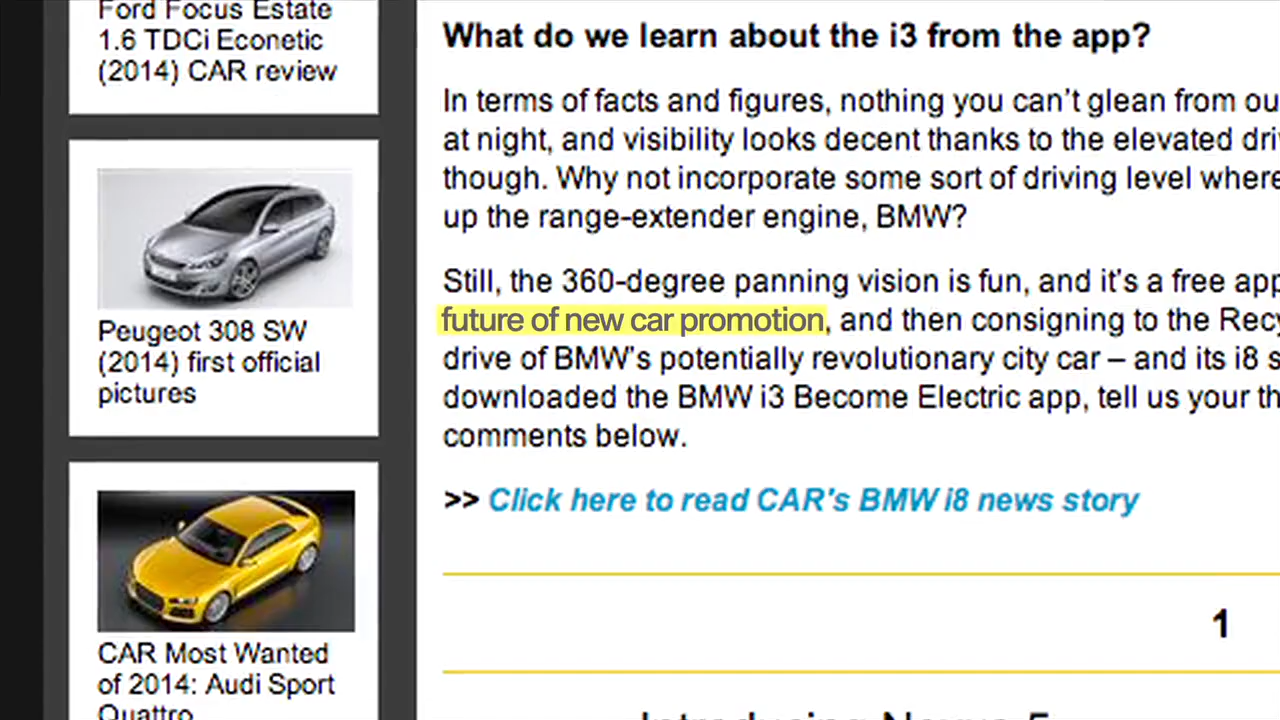 Ford Focus Estate
1.6 TDCi Econetic
(2014) CAR review
Peugeot 308 SW
(2014) first official
pictures
CAR Most Wanted
of 2014: Audi Sport
Quattro
What do we learn about the i3 from the app?
In terms of facts and figures, nothing you can't glean from ou
at night, and visibility looks decent thanks to the elevated dri
though. Why not incorporate some sort of driving level where
up the range-extender engine, BMW?
Still, the 360-degree panning vision is fun, and it's a free app
future of new car promotion, and then consigning to the Recy
drive of BMW's potentially revolutionary city car – and its i8 s
downloaded the BMW i3 Become Electric app, tell us your th
comments below.
>> Click here to read CAR's BMW i8 news story
1